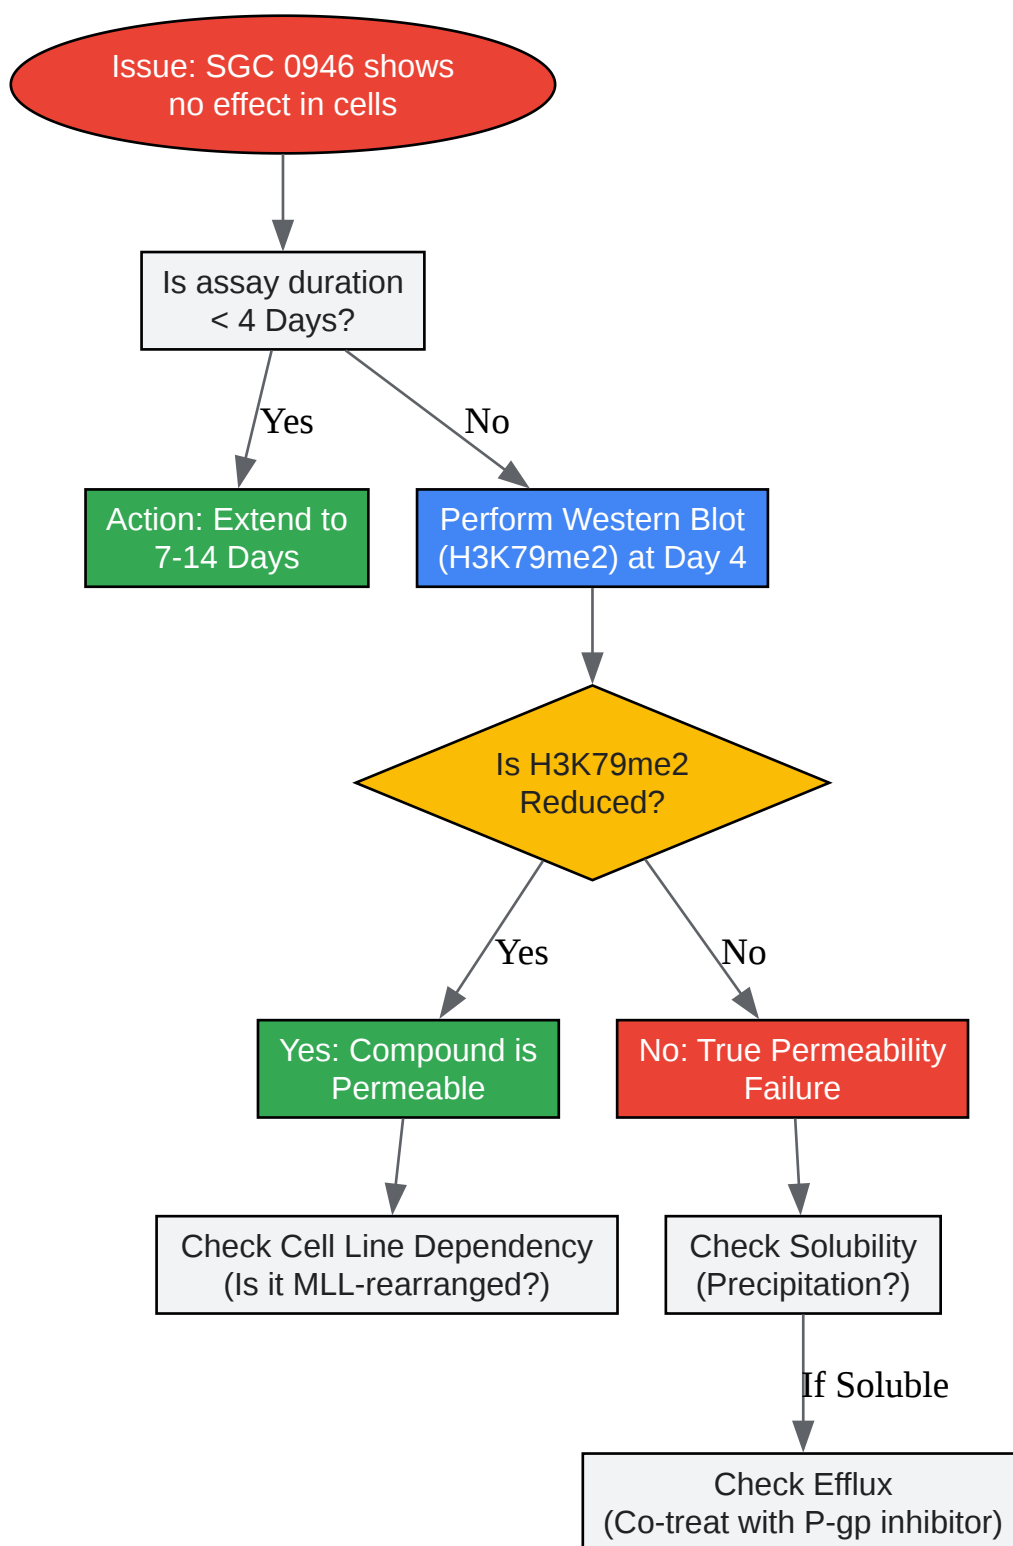 Issue: SGC 0946 shows
no effect in cells
Is assay duration
< 4 Days?
Yes
No
Action: Extend to
7-14 Days
Perform Western Blot
(H3K79me2) at Day 4
Is H3K79me2
Reduced?
Yes
No
Yes: Compound is
Permeable
No: True Permeability
Failure
Check Cell Line Dependency
(Is it MLL-rearranged?)
Check Solubility
(Precipitation?)
If Soluble
Check Efflux
(Co-treat with P-gp inhibitor)